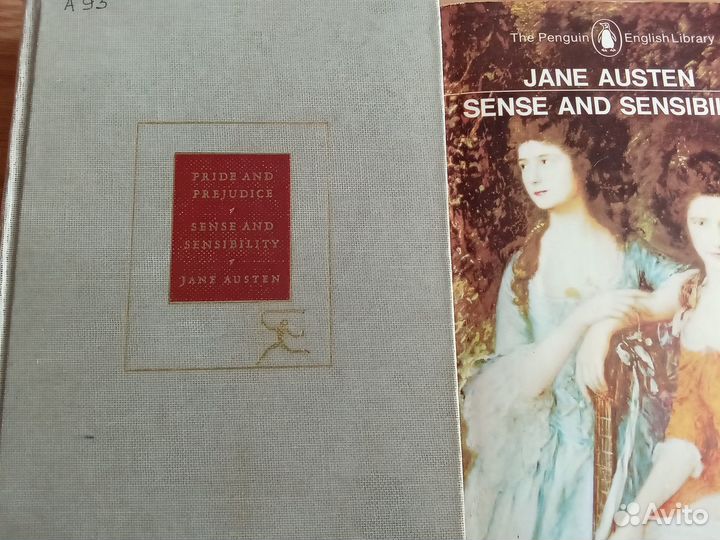 A 93
PRIDE AND
PREJUDICE
SENSE AND
SENSIBILITY
JANE AUSTEN
The Penguin English Library
JANE AUSTEN
SENSE AND SENSIBIL
Avito